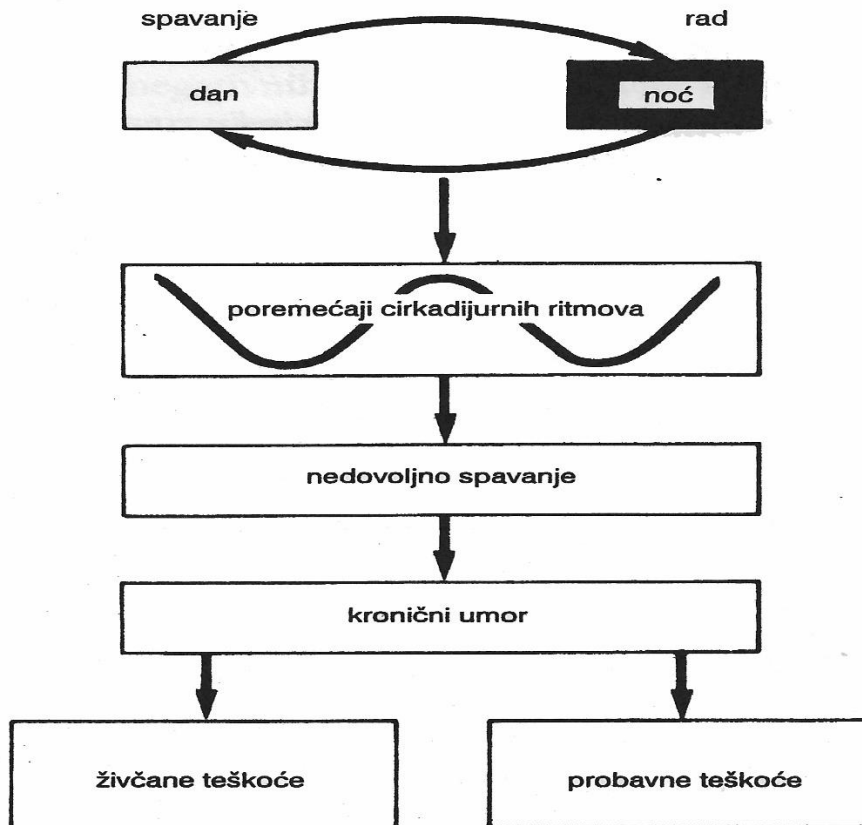 spavanje
rad
dan
noć
poremećaji cirkadijurnih ritmova
nedovoljno spavanje
kronični umor
živčane teškoće
probavne teškoće